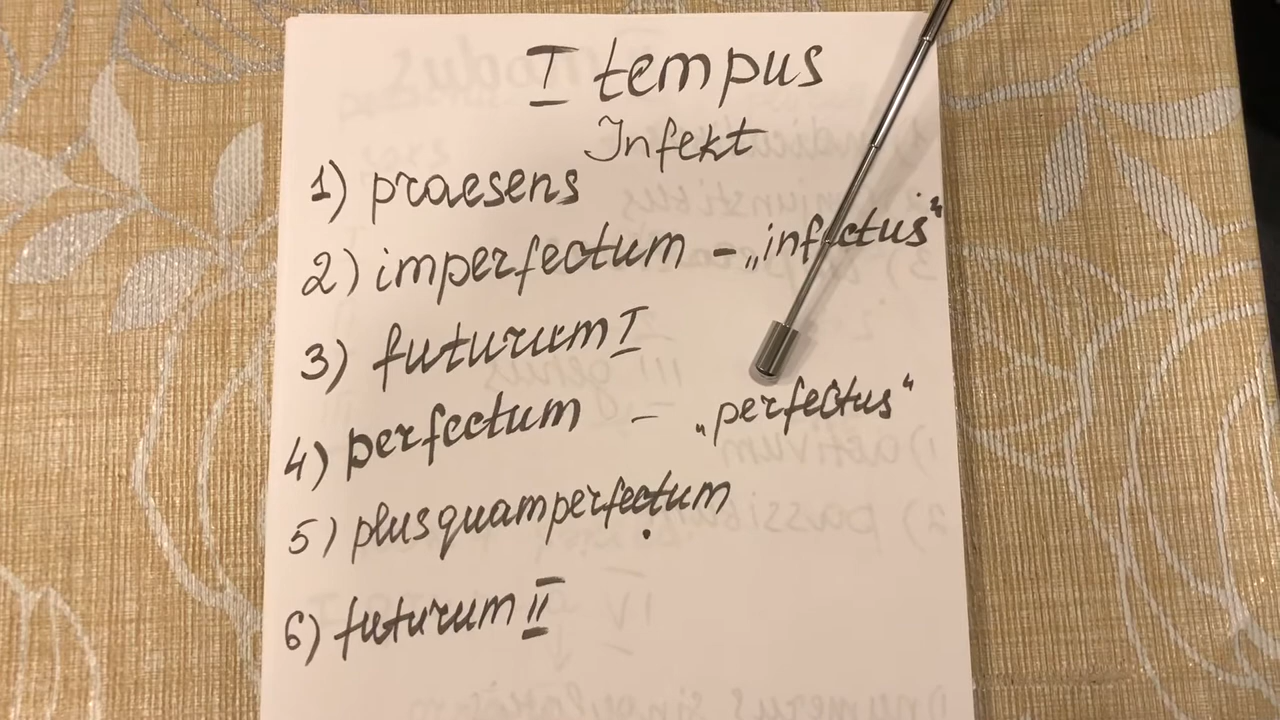 I tempus
Infekt
1) praesens
2) imperfectum - „infectus“
3) futurum I
4) perfectum - „perfectus“
5) plusquamperfectum
6) futurum II